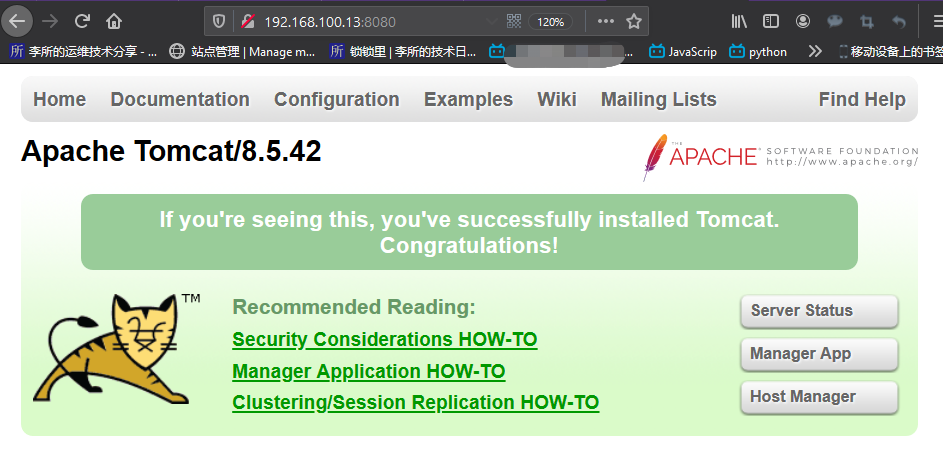 192.168.100.13:8080
120%
李所的运维技术分享 - ...
站点管理 | Manage m...
锁锁里 | 李所的技术日...
...
JavaScrip
python
移动设备上的书签
Home Documentation Configuration Examples Wiki Mailing Lists Find Help
Apache Tomcat/8.5.42
THE
APACHE®
SOFTWARE FOUNDATION
http://www.apache.org/
If you're seeing this, you've successfully installed Tomcat.
Congratulations!
TM
Recommended Reading:
Security Considerations HOW-TO
Manager Application HOW-TO
Clustering/Session Replication HOW-TO
Server Status
Manager App
Host Manager